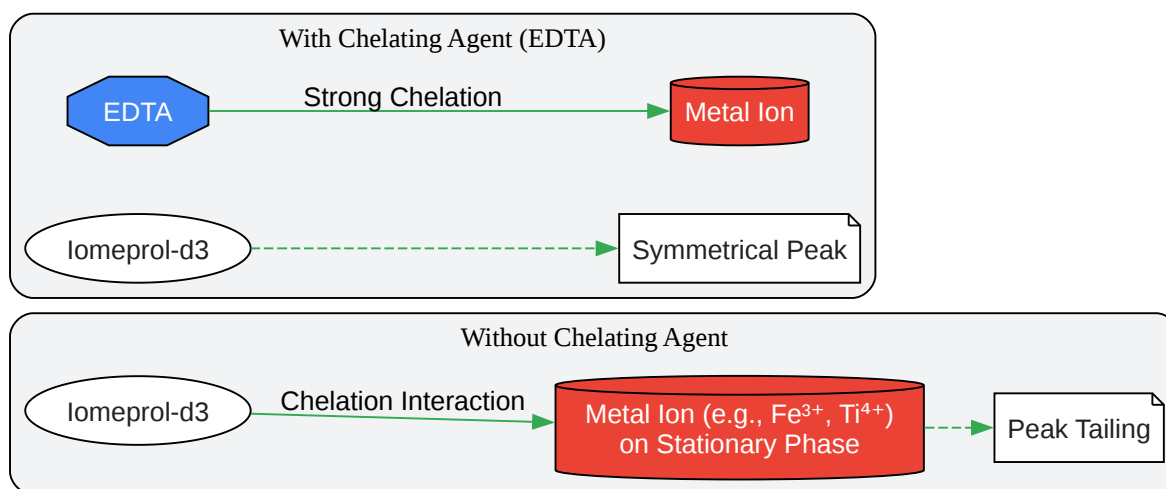 With Chelating Agent (EDTA)
EDTA
Strong Chelation
Metal Ion
Iomeprol-d3
Symmetrical Peak
Without Chelating Agent
Iomeprol-d3
Chelation Interaction
Metal Ion (e.g., Fe³⁺, Ti⁴⁺)
on Stationary Phase
Peak Tailing